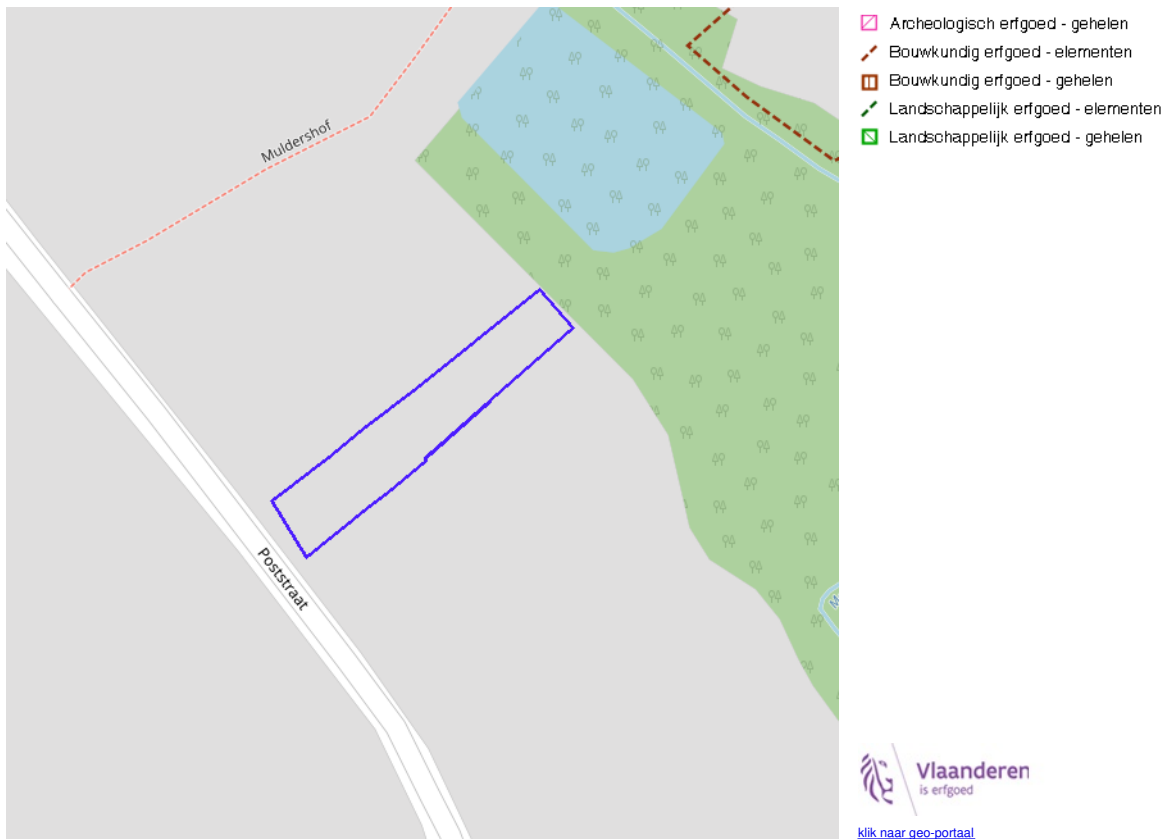 Archeologisch erfgoed - gehelen
Bouwkundig erfgoed - elementen
Bouwkundig erfgoed - gehelen
Landschappelijk erfgoed - elementen
Landschappelijk erfgoed - gehelen
Muldershof
Poststraat
M
Vlaanderen
is erfgoed
klik naar geo-portaal